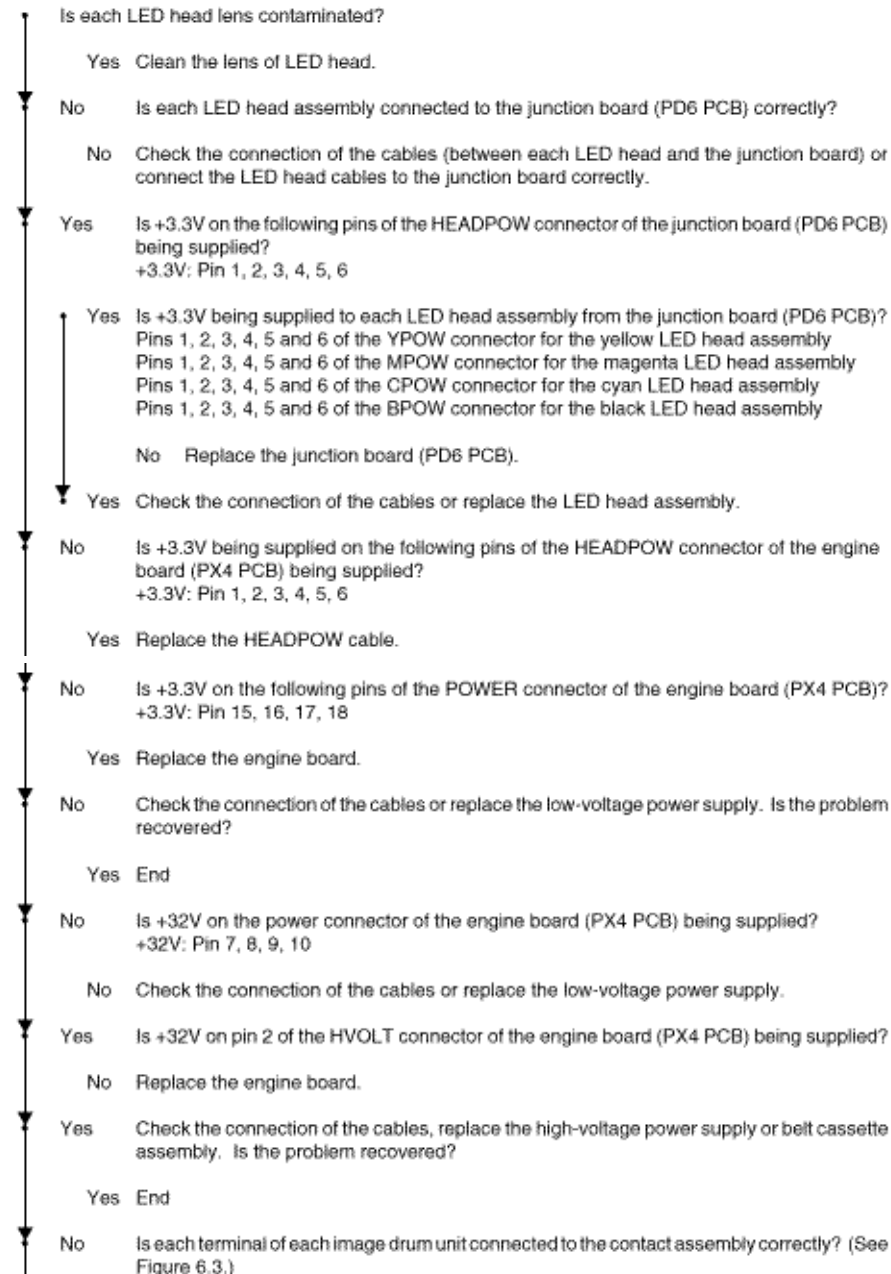 Is each LED head lens contaminated?
Yes Clean the lens of LED head.
No Is each LED head assembly connected to the junction board (PD6 PCB) correctly?
No Check the connection of the cables (between each LED head and the junction board) or
connect the LED head cables to the junction board correctly.
Yes Is +3.3V on the following pins of the HEADPOW connector of the junction board (PD6 PCB)
being supplied?
+3.3V: Pin 1, 2, 3, 4, 5, 6
Yes Is +3.3V being supplied to each LED head assembly from the junction board (PD6 PCB)?
Pins 1, 2, 3, 4, 5 and 6 of the YPOW connector for the yellow LED head assembly
Pins 1, 2, 3, 4, 5 and 6 of the MPOW connector for the magenta LED head assembly
Pins 1, 2, 3, 4, 5 and 6 of the CPOW connector for the cyan LED head assembly
Pins 1, 2, 3, 4, 5 and 6 of the BPOW connector for the black LED head assembly
No Replace the junction board (PD6 PCB).
Yes Check the connection of the cables or replace the LED head assembly.
No Is +3.3V being supplied on the following pins of the HEADPOW connector of the engine
board (PX4 PCB) being supplied?
+3.3V: Pin 1, 2, 3, 4, 5, 6
Yes Replace the HEADPOW cable.
No Is +3.3V on the following pins of the POWER connector of the engine board (PX4 PCB)?
+3.3V: Pin 15, 16, 17, 18
Yes Replace the engine board.
No Check the connection of the cables or replace the low-voltage power supply. Is the problem
recovered?
Yes End
No Is +32V on the power connector of the engine board (PX4 PCB) being supplied?
+32V: Pin 7, 8, 9, 10
No Check the connection of the cables or replace the low-voltage power supply.
Yes Is +32V on pin 2 of the HVOLT connector of the engine board (PX4 PCB) being supplied?
No Replace the engine board.
Yes Check the connection of the cables, replace the high-voltage power supply or belt cassette
assembly. Is the problem recovered?
Yes End
No Is each terminal of each image drum unit connected to the contact assembly correctly? (See
Figure 6.3.)